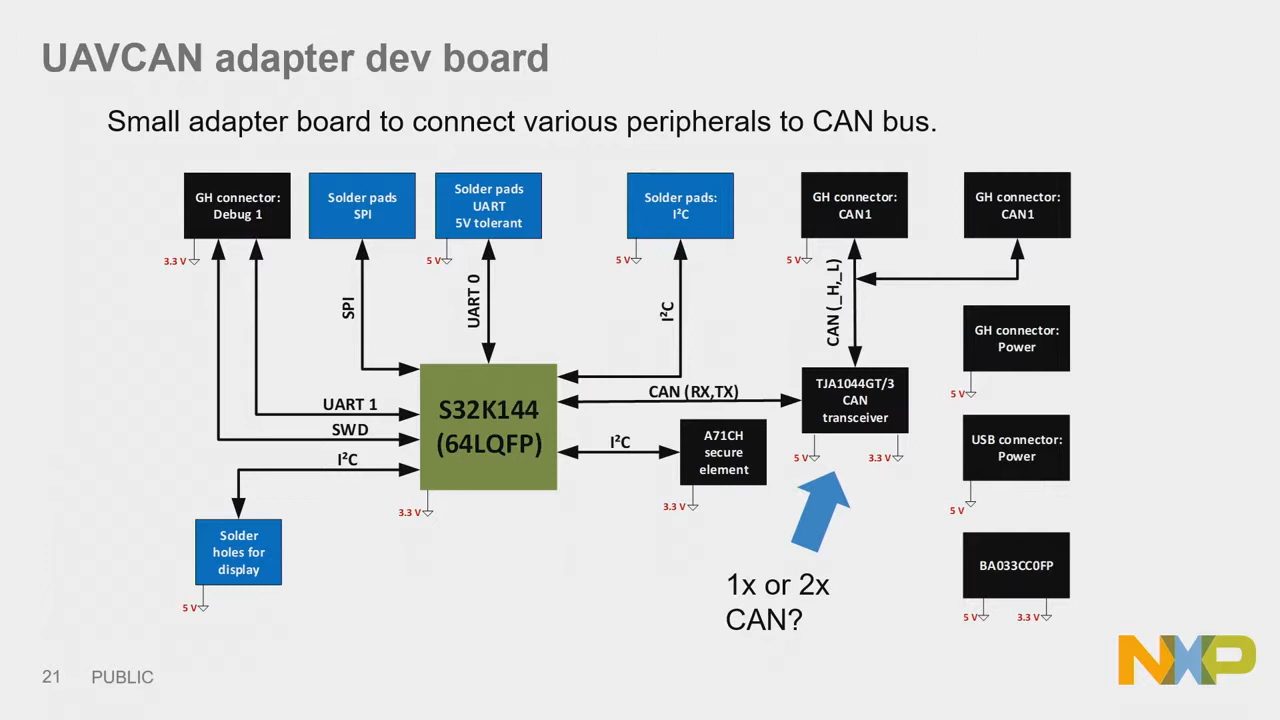 UAVCAN adapter dev board
Small adapter board to connect various peripherals to CAN bus.
GH connector:
Debug 1
3.3 V
Solder pads
SPI
Solder pads
UART
5V tolerant
5 V
Solder pads:
I²C
5 V
GH connector:
CAN1
5 V
GH connector:
CAN1
SPI
UART 0
I²C
CAN (_H,_L)
GH connector:
Power
5 V
S32K144
(64LQFP)
3.3 V
UART 1
SWD
I²C
CAN (RX,TX)
I²C
TJA1044GT/3
CAN
transceiver
5 V
3.3 V
A71CH
secure
element
3.3 V
USB connector:
Power
5 V
Solder
holes for
display
5 V
BA033CC0FP
5 V
3.3 V
1x or 2x
CAN?
21 PUBLIC
NXP